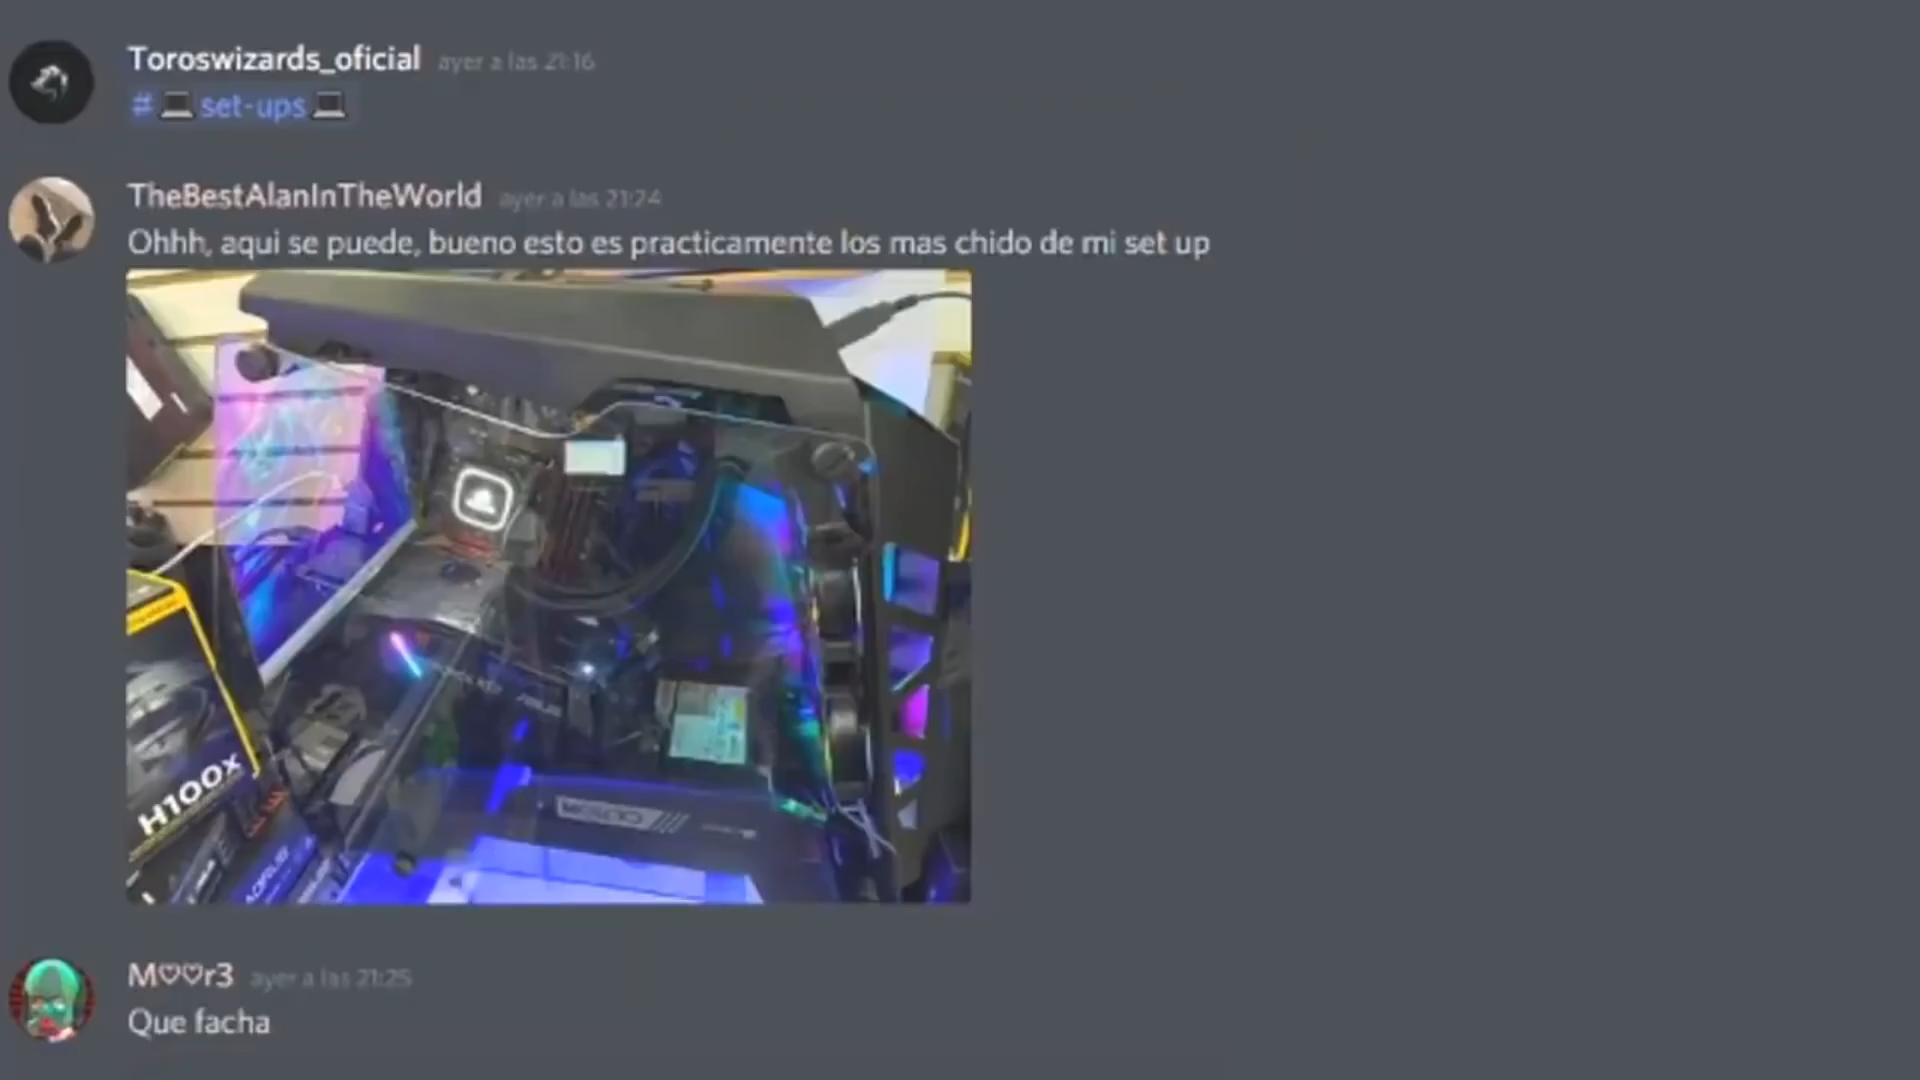 Toroswizards_oficial ayer a las 21:16
# 💻 set-ups 💻
TheBestAlanInTheWorld ayer a las 21:24
Ohhh, aqui se puede, bueno esto es practicamente los mas chido de mi set up
H100x
ASUS
M♡♡r3 ayer a las 21:25
Que facha